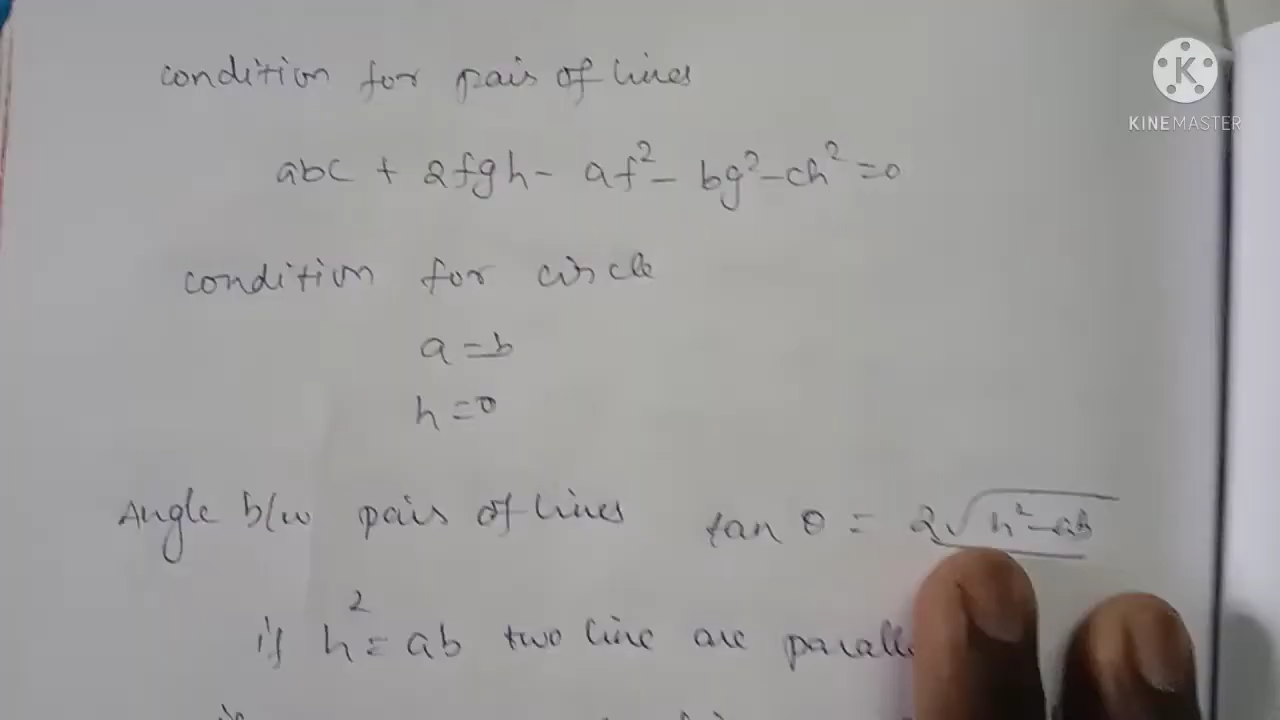 condition for pair of lines
KINEMASTER
abc + 2fgh - af² - bg² - ch² = 0
condition for circle
a = b
h = 0
Angle b/w pair of lines tan θ = 2√h²-ab
if h² = ab two line are